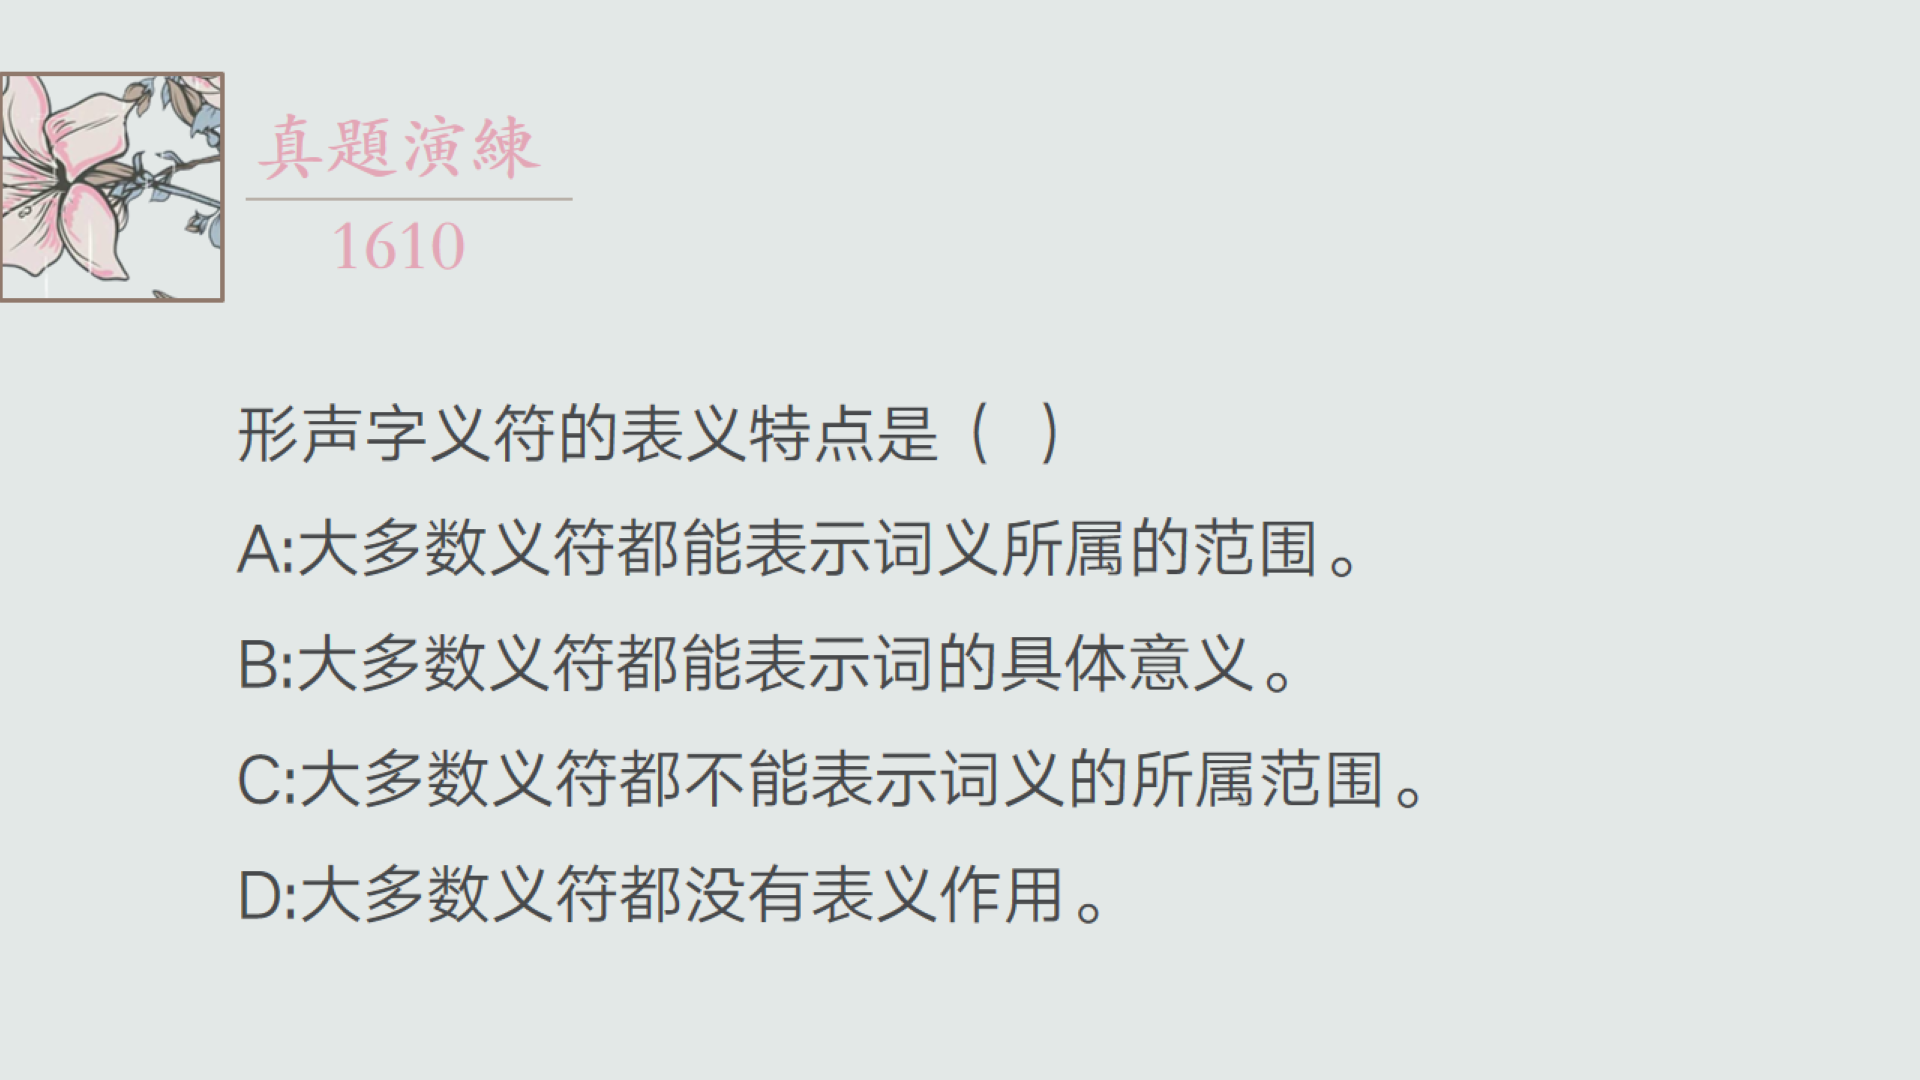 真題演練
1610
形声字义符的表义特点是（ ）
A:大多数义符都能表示词义所属的范围。
B:大多数义符都能表示词的具体意义。
C:大多数义符都不能表示词义的所属范围。
D:大多数义符都没有表义作用。